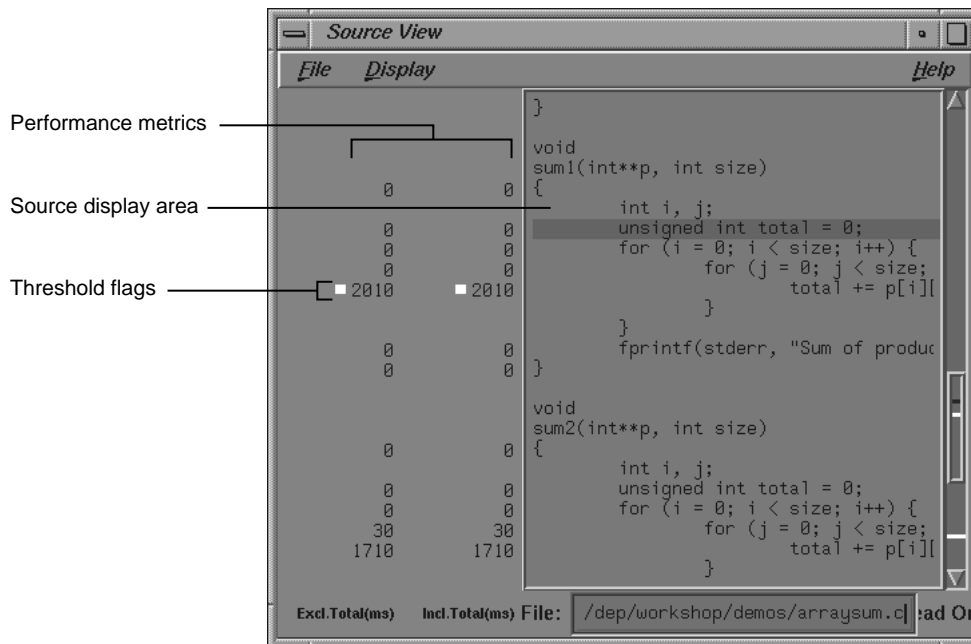 Source View
File Display Help
Performance metrics
Source display area
Threshold flags
}
void
sum1(int**p, int size)
0 0 {
int i, j;
0 0 unsigned int total = 0;
0 0 for (i = 0; i < size; i++) {
0 0 for (j = 0; j < size;
2010 2010 total += p[i][
}
}
0 0 fprintf(stderr, "Sum of produc
0 0 }
void
sum2(int**p, int size)
0 0 {
int i, j;
0 0 unsigned int total = 0;
0 0 for (i = 0; i < size; i++) {
30 30 for (j = 0; j < size;
1710 1710 total += p[i][
}
Excl.Total(ms) Incl.Total(ms) File: /dep/workshop/demos/arraysum.c ead O